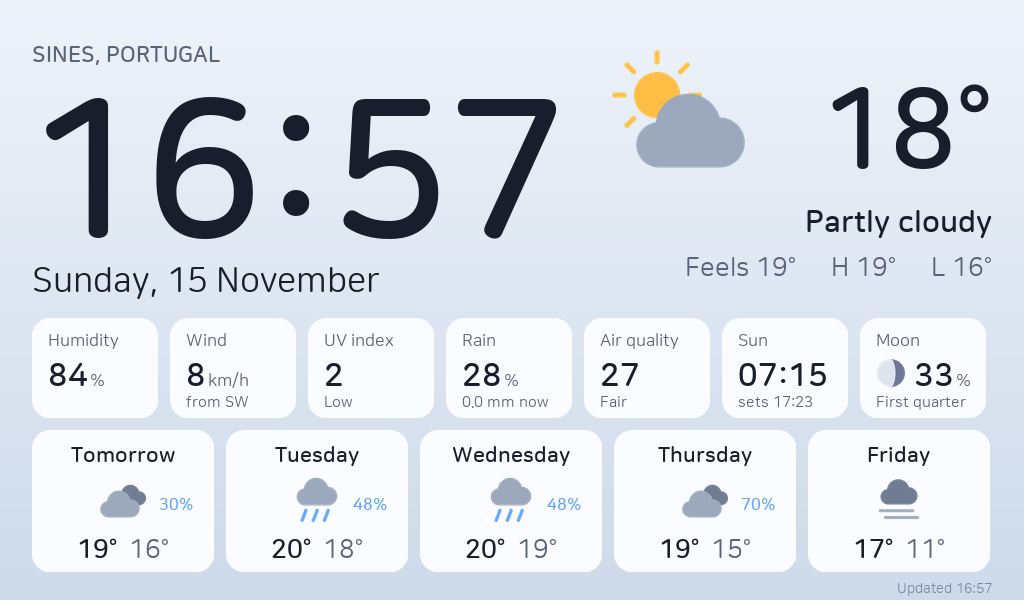 SINES, PORTUGAL
16:57
Sunday, 15 November
18°
Partly cloudy
Feels 19° H 19° L 16°
Humidity
84%
Wind
8 km/h
from SW
UV index
2
Low
Rain
28%
0.0 mm now
Air quality
27
Fair
Sun
07:15
sets 17:23
Moon
33%
First quarter
Tomorrow
30%
19° 16°
Tuesday
48%
20° 18°
Wednesday
48%
20° 19°
Thursday
70%
19° 15°
Friday
17° 11°
Updated 16:57